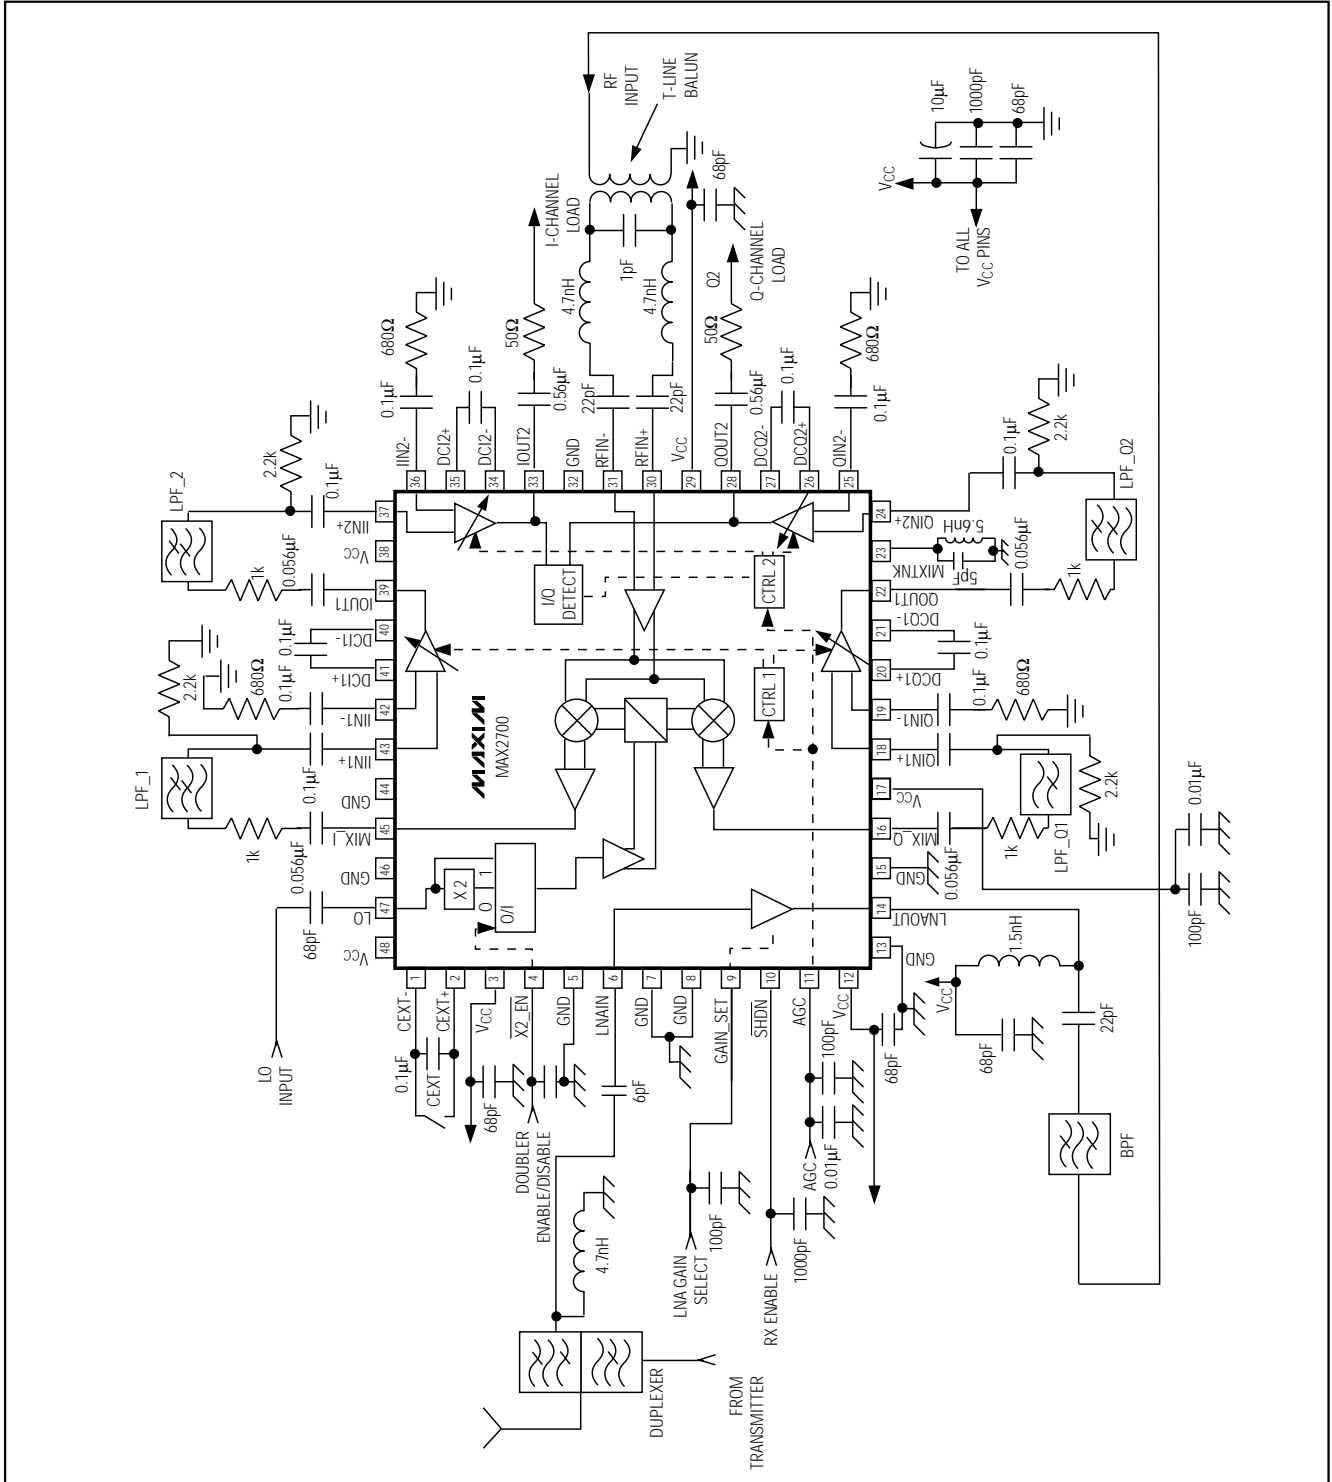 RF
INPUT
T-LINE
BALUN
10µF
1000pF
68pF
VCC
TO ALL
VCC PINS
I-CHANNEL
LOAD
68pF
4.7nH
1pF
4.7nH
Q2
Q-CHANNEL
LOAD
680Ω
0.1µF
0.1µF
50Ω
0.56µF
22pF
22pF
50Ω
0.56µF
0.1µF
680Ω
0.1µF
IIN2-
DCI2+
DCI2-
IOUT2
GND
RFIN-
RFIN+
VCC
QOUT2
DCQ2-
DCQ2+
QIN2-
36
35
34
33
32
31
30
29
28
27
26
25
LPF_2
2.2k
0.1µF
1k
0.056µF
2.2k
680Ω
0.1µF
0.1µF
LPF_1
0.1µF
1k
0.056µF
68pF
LO
INPUT
IIN2+
VCC
IOUT1
DCI1-
DCI1+
IIN1-
IIN1+
GND
MIX_I
GND
LO
VCC
37
38
39
40
41
42
43
44
45
46
47
48
I/Q
DETECT
CTRL 2
CTRL 1
MAXIM
MAX2700
X 2
O
1
O/I
24
23
22
21
20
19
18
17
16
15
14
13
QIN2+
MIXTNK
QOUT1
DCQ1-
DCQ1+
QIN1-
QIN1+
VCC
MIX_Q
GND
LNAOUT
GND
0.1µF
2.2k
LPF_Q2
5.6nH
5pF
0.056µF
1k
0.1µF
0.1µF
680Ω
2.2k
LPF_Q1
1k
0.056µF
0.01µF
100pF
1.5nH
VCC
68pF
22pF
BPF
1
2
3
4
5
6
7
8
9
10
11
12
CEXT-
CEXT+
VCC
X2_EN
GND
LNAIN
GND
GND
GAIN_SET
SHDN
AGC
VCC
0.1µF
CEXT
68pF
DOUBLER
ENABLE/DISABLE
6pF
4.7nH
100pF
LNA GAIN
SELECT
1000pF
RX ENABLE
100pF
0.01µF
AGC
68pF
DUPLEXER
FROM
TRANSMITTER